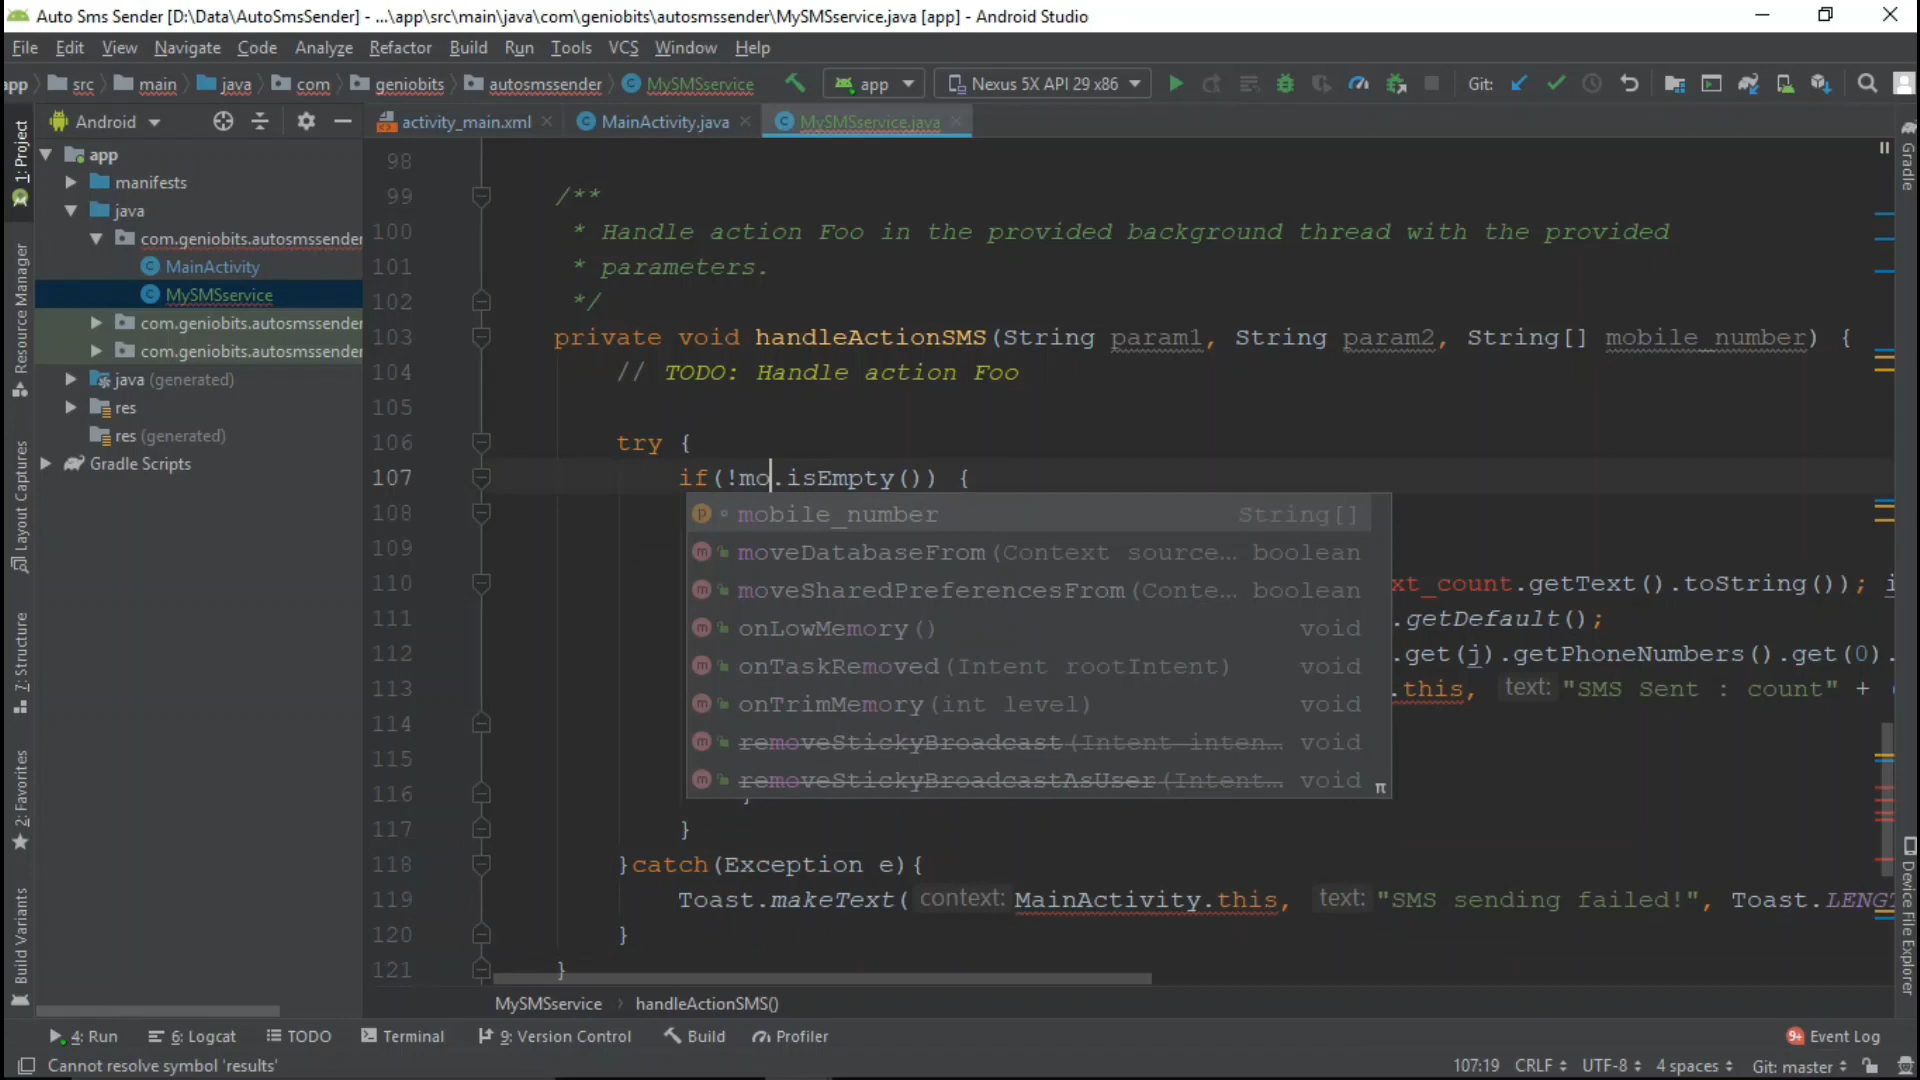 Auto Sms Sender [D:\Data\AutoSmsSender] - ...\app\src\main\java\com\geniobits\autosmssender\MySMSservice.java [app] - Android Studio
File Edit View Navigate Code Analyze Refactor Build Run Tools VCS Window Help
app src main java com geniobits autosmssender MySMSservice app Nexus 5X API 29 x86 Git:
Android activity_main.xml MainActivity.java MySMSservice.java
app
manifests
java
com.geniobits.autosmssender
MainActivity
MySMSservice
com.geniobits.autosmssender
com.geniobits.autosmssender
java (generated)
res
res (generated)
Gradle Scripts
1: Project
Resource Manager
Layout Captures
7: Structure
2: Favorites
Build Variants
98
99 /**
100 * Handle action Foo in the provided background thread with the provided
101 * parameters.
102 */
103 private void handleActionSMS(String param1, String param2, String[] mobile_number) {
104 // TODO: Handle action Foo
105
106 try {
107 if(!mo.isEmpty()) {
108 mobile_number String[]
109 moveDatabaseFrom(Context source... boolean
moveSharedPreferencesFrom(Conte... boolean
110 xt_count.getText().toString()); i
111 onLowMemory() void .getDefault();
112 onTaskRemoved(Intent rootIntent) void .get(j).getPhoneNumbers().get(0).
113 onTrimMemory(int level) void .this, text: "SMS Sent : count" + (
114
115 removeStickyBroadcast(Intent inten... void
116 removeStickyBroadcastAsUser(Intent... void π
117 }
118 }catch(Exception e){
119 Toast.makeText( context: MainActivity.this, text: "SMS sending failed!", Toast.LENG
120 }
121 }
Gradle
Device File Explorer
MySMSservice handleActionSMS()
4: Run 6: Logcat TODO Terminal 9: Version Control Build Profiler 9+ Event Log
Cannot resolve symbol 'results' 107:19 CRLF UTF-8 4 spaces Git: master